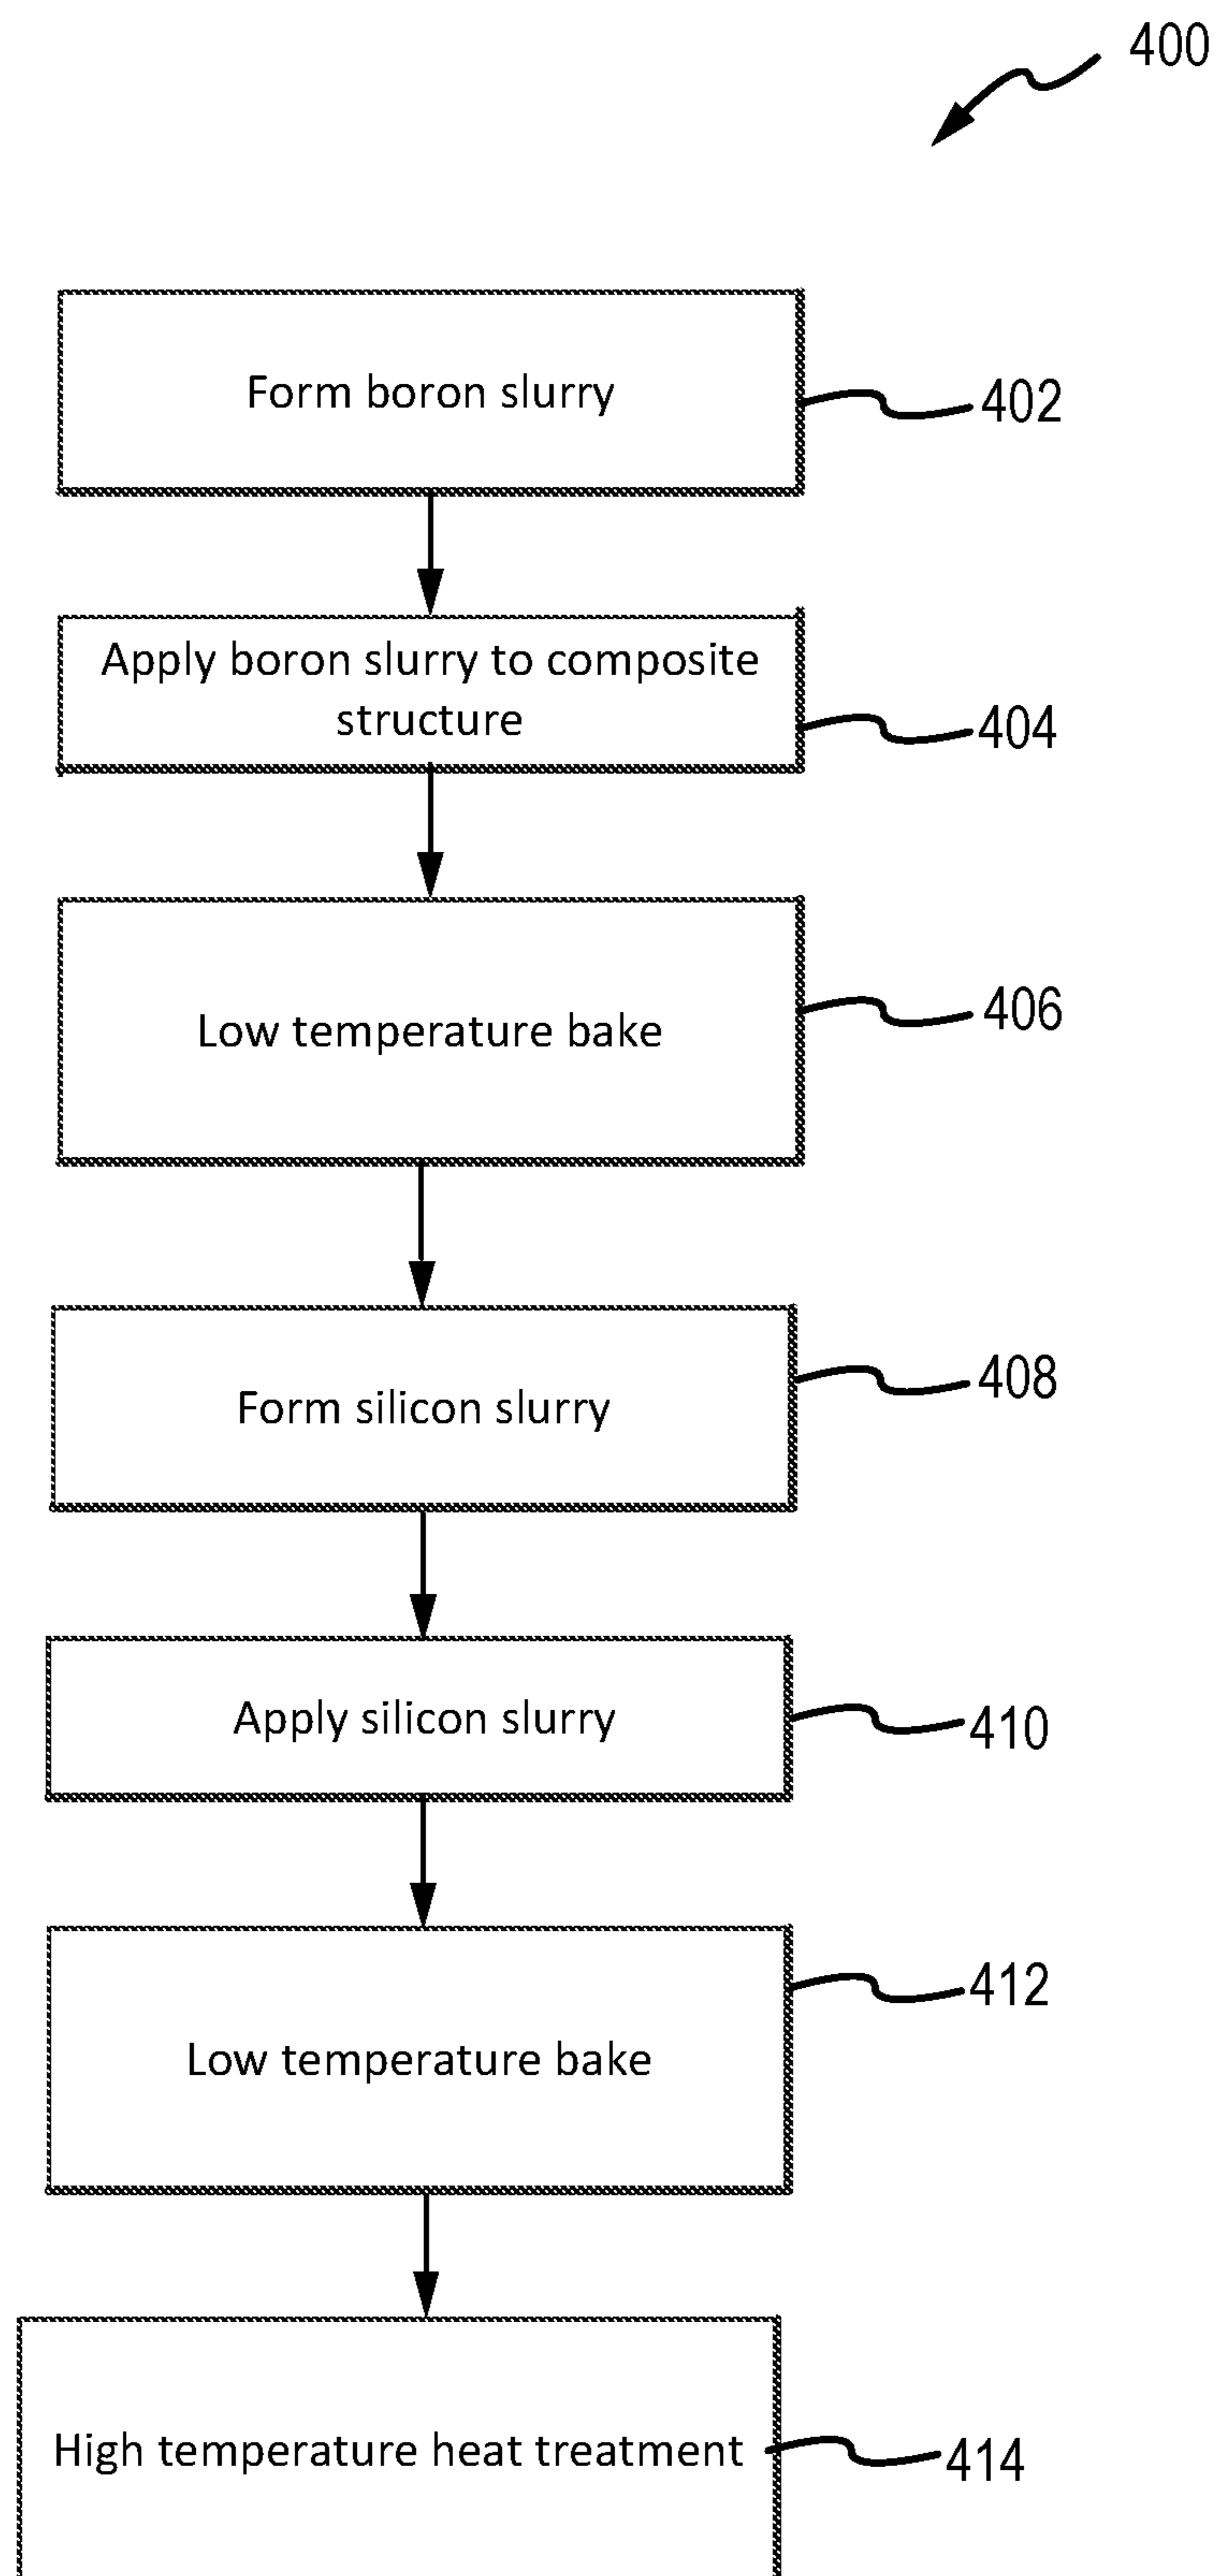 400
Form boron slurry
402
Apply boron slurry to composite
structure
404
Low temperature bake
406
Form silicon slurry
408
Apply silicon slurry
410
Low temperature bake
412
High temperature heat treatment
414